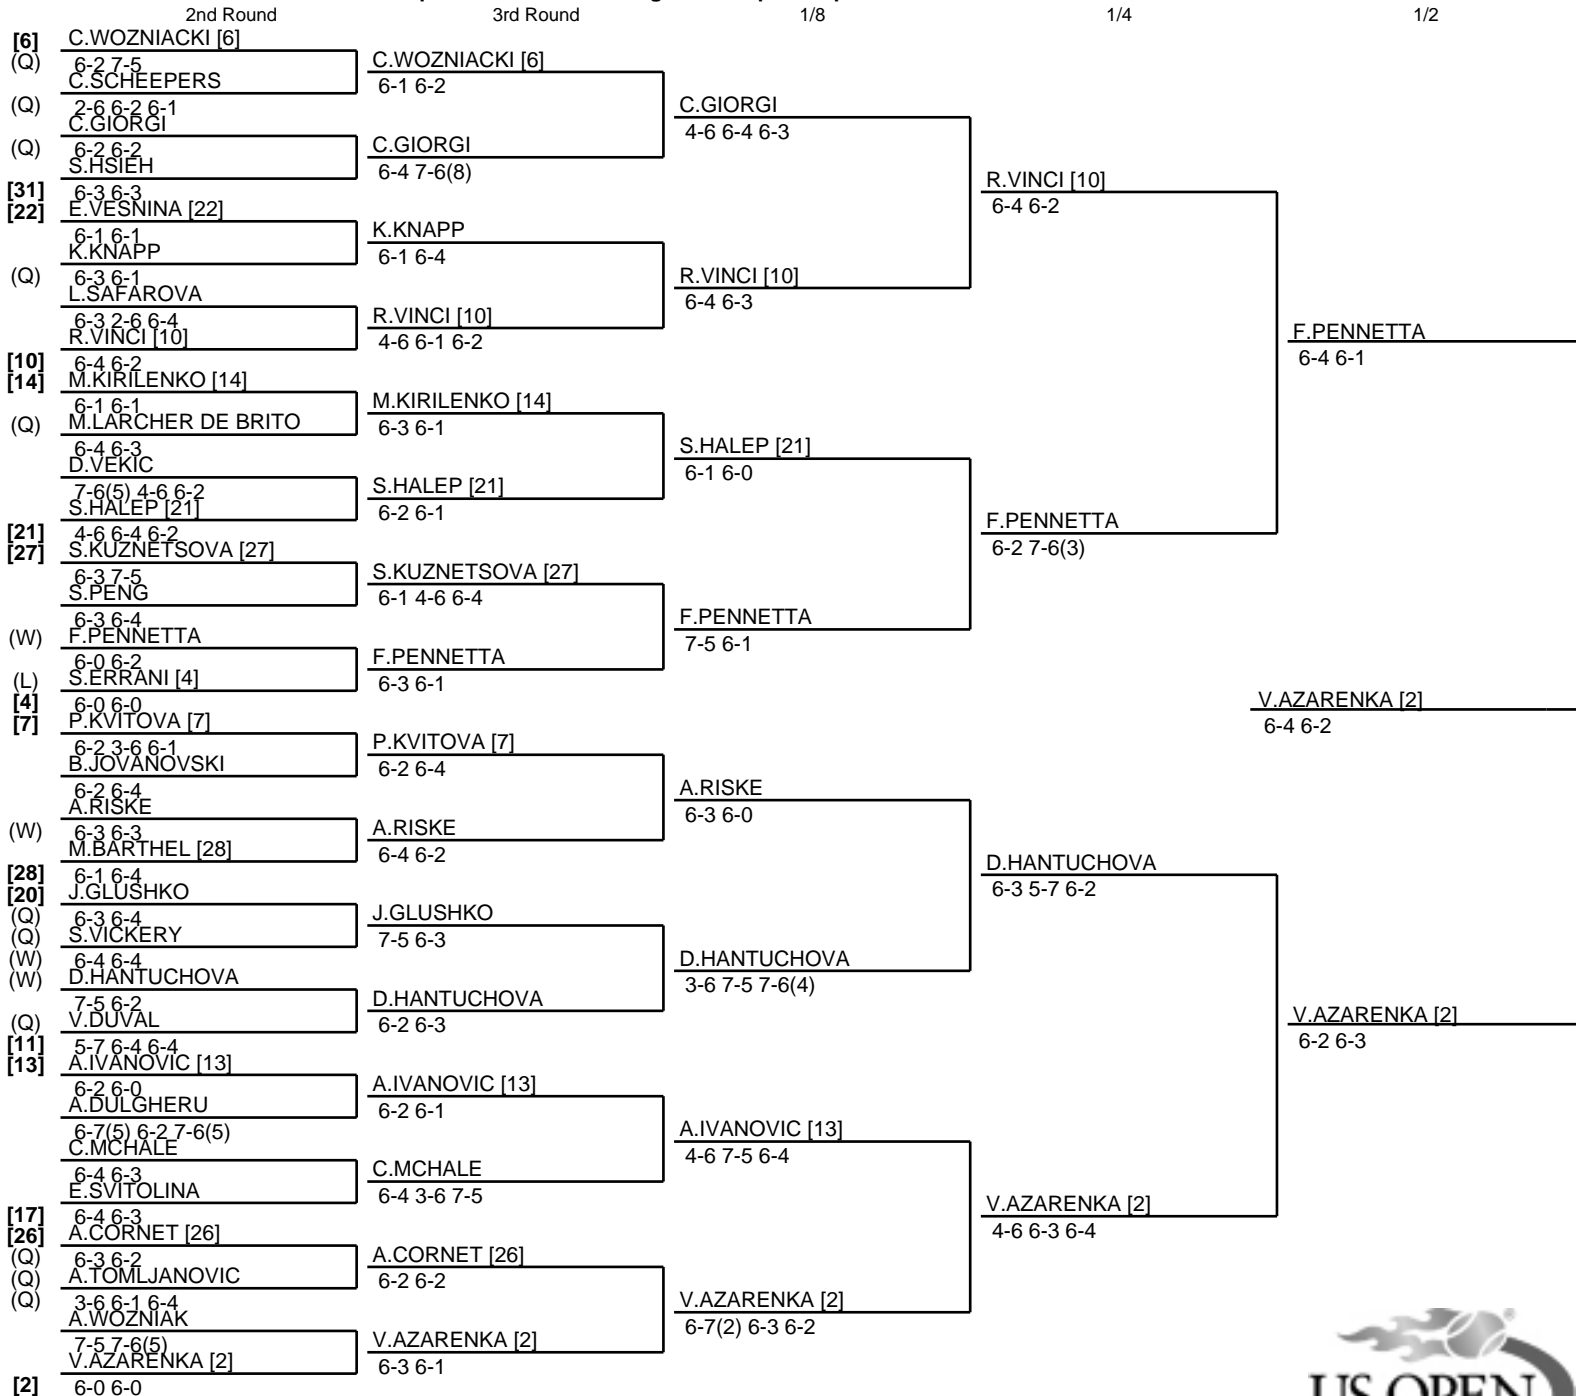 2nd Round 3rd Round 1/8 1/4 1/2
[6] C.WOZNIACKI [6]
(Q) 6-2 7-5
C.SCHEEPERS
(Q) 2-6 6-2 6-1
C.GIORGI
(Q) 6-2 6-2
S.HSIEH
[31] 6-3 6-3
[22] E.VESNINA [22]
6-1 6-1
K.KNAPP
(Q) 6-3 6-1
L.SAFAROVA
6-3 2-6 6-4
R.VINCI [10]
[10] 6-4 6-2
[14] M.KIRILENKO [14]
6-1 6-1
(Q) M.LARCHER DE BRITO
6-4 6-3
D.VEKIC
7-6(5) 4-6 6-2
S.HALEP [21]
[21] 4-6 6-4 6-2
[27] S.KUZNETSOVA [27]
6-3 7-5
S.PENG
6-3 6-4
(W) F.PENNETTA
6-0 6-2
(L) S.ERRANI [4]
[4] 6-0 6-0
[7] P.KVITOVA [7]
6-2 3-6 6-1
B.JOVANOVSKI
6-2 6-4
A.RISKE
(W) 6-3 6-3
M.BARTHEL [28]
[28] 6-1 6-4
[20] J.GLUSHKO
(Q) 6-3 6-4
(Q) S.VICKERY
(W) 6-4 6-4
(W) D.HANTUCHOVA
7-5 6-2
(Q) V.DUVAL
[11] 5-7 6-4 6-4
[13] A.IVANOVIC [13]
6-2 6-0
A.DULGHERU
6-7(5) 6-2 7-6(5)
C.MCHALE
6-4 6-3
E.SVITOLINA
[17] 6-4 6-3
[26] A.CORNET [26]
(Q) 6-3 6-2
(Q) A.TOMLJANOVIC
(Q) 3-6 6-1 6-4
A.WOZNIAK
7-5 7-6(5)
V.AZARENKA [2]
[2] 6-0 6-0
C.WOZNIACKI [6]
6-1 6-2
C.GIORGI
6-4 7-6(8)
K.KNAPP
6-1 6-4
R.VINCI [10]
4-6 6-1 6-2
M.KIRILENKO [14]
6-3 6-1
S.HALEP [21]
6-2 6-1
S.KUZNETSOVA [27]
6-1 4-6 6-4
F.PENNETTA
6-3 6-1
P.KVITOVA [7]
6-2 6-4
A.RISKE
6-4 6-2
J.GLUSHKO
7-5 6-3
D.HANTUCHOVA
6-2 6-3
A.IVANOVIC [13]
6-2 6-1
C.MCHALE
6-4 3-6 7-5
A.CORNET [26]
6-2 6-2
V.AZARENKA [2]
6-3 6-1
C.GIORGI
4-6 6-4 6-3
R.VINCI [10]
6-4 6-3
S.HALEP [21]
6-1 6-0
F.PENNETTA
7-5 6-1
A.RISKE
6-3 6-0
D.HANTUCHOVA
3-6 7-5 7-6(4)
A.IVANOVIC [13]
4-6 7-5 6-4
V.AZARENKA [2]
6-7(2) 6-3 6-2
R.VINCI [10]
6-4 6-2
F.PENNETTA
6-2 7-6(3)
D.HANTUCHOVA
6-3 5-7 6-2
V.AZARENKA [2]
4-6 6-3 6-4
F.PENNETTA
6-4 6-1
V.AZARENKA [2]
6-2 6-3
V.AZARENKA [2]
6-4 6-2
US OPEN